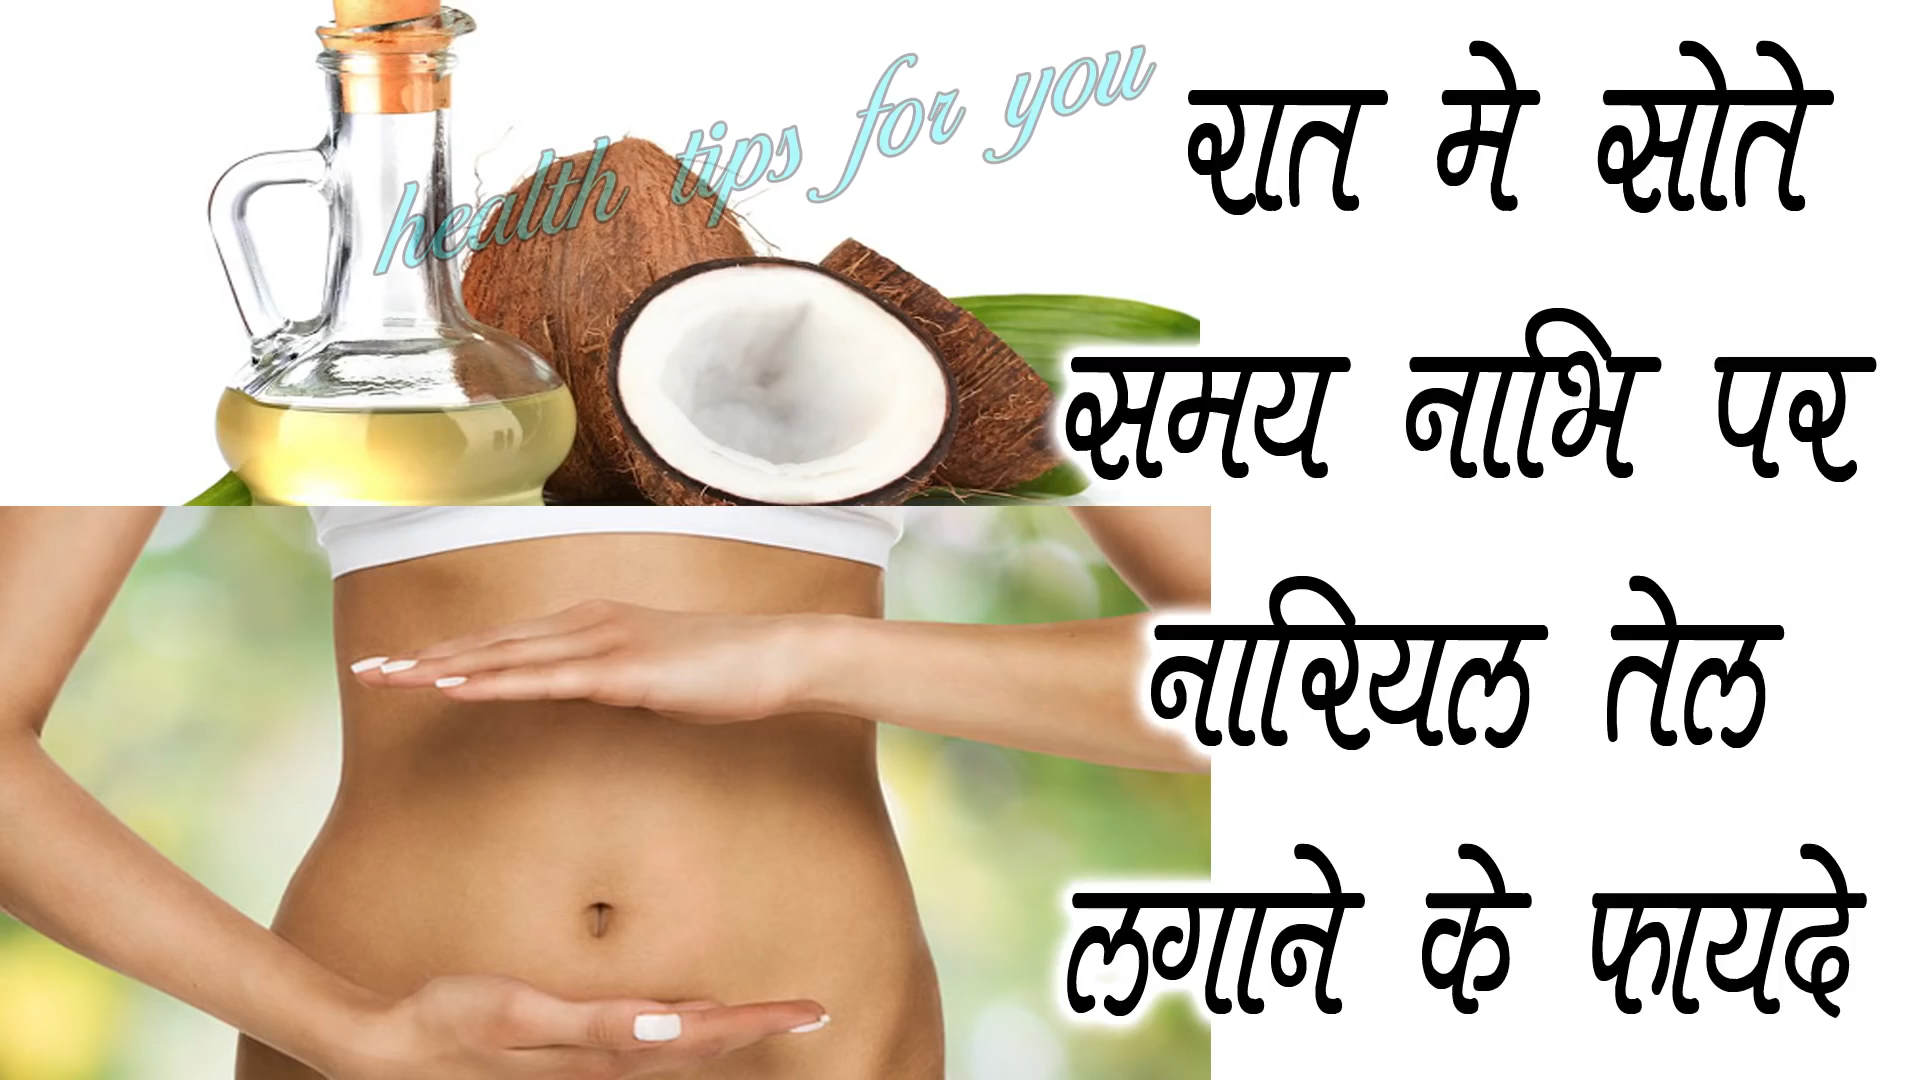 health tips for you
रात मे सोते
समय नाभि पर
नारियल तेल
लगाने के फायदे